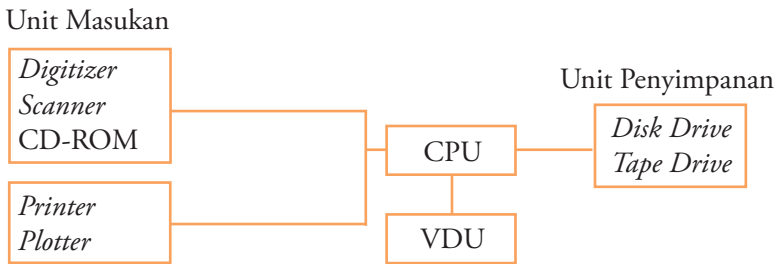 Unit Masukan
Digitizer
Scanner
CD-ROM
Printer
Plotter
CPU
VDU
Unit Penyimpanan
Disk Drive
Tape Drive